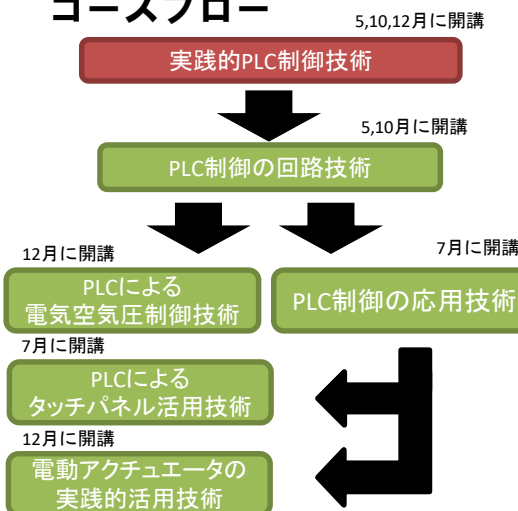 コースフロー
5,10,12月に開講
実践的PLC制御技術
5,10月に開講
PLC制御の回路技術
12月に開講
PLCによる
電気空気圧制御技術
7月に開講
PLC制御の応用技術
7月に開講
PLCによる
タッチパネル活用技術
12月に開講
電動アクチュエータの
実践的活用技術